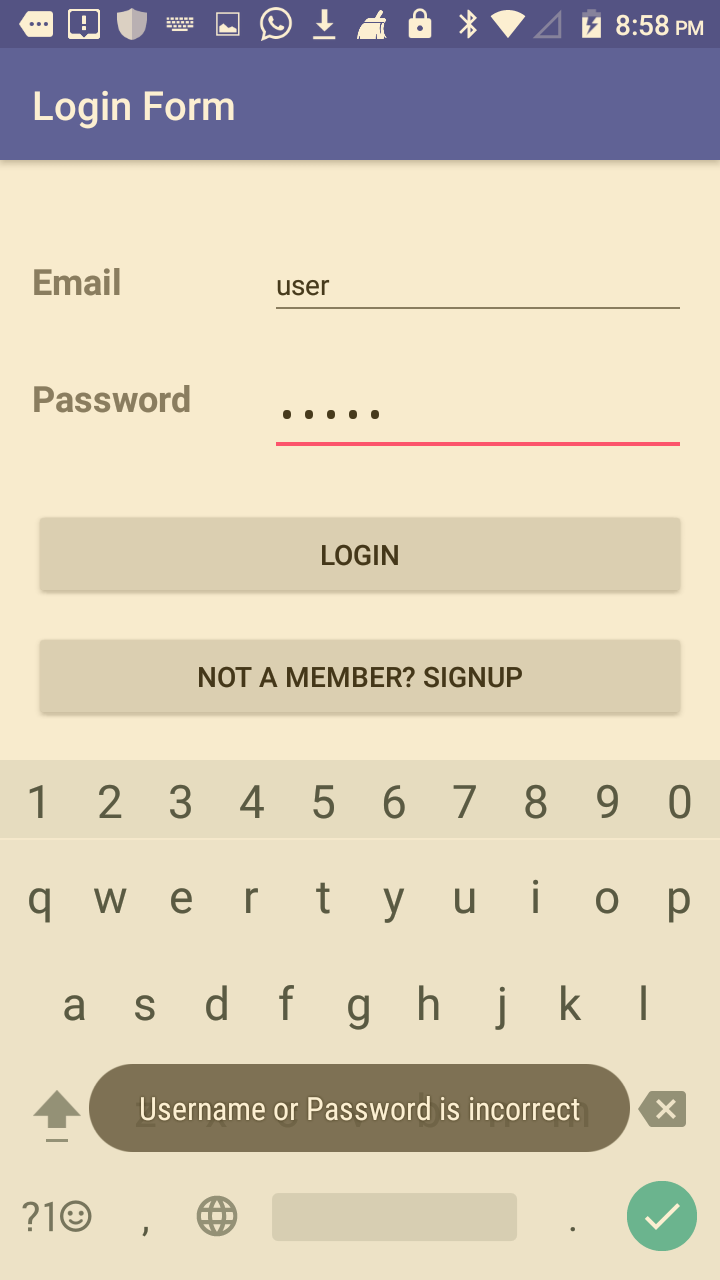 8:58 PM
Login Form
Email
user
Password
LOGIN
NOT A MEMBER? SIGNUP
1 2 3 4 5 6 7 8 9 0
q w e r t y u i o p
a s d f g h j k l
Username or Password is incorrect
?1 , .